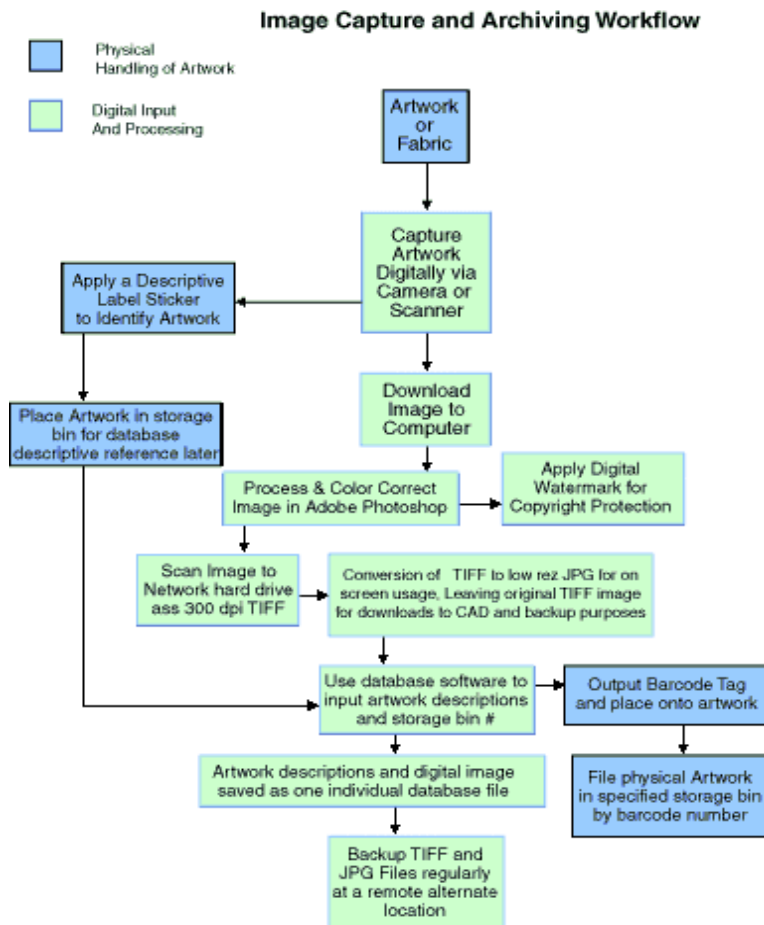 Image Capture and Archiving Workflow
Physical
Handling of Artwork
Digital Input
And Processing
Artwork
or
Fabric
Capture
Artwork
Digitally via
Camera or
Scanner
Apply a Descriptive
Label Sticker
to Identify Artwork
Download
Image to
Computer
Place Artwork in storage
bin for database
descriptive reference later
Process & Color Correct
Image in Adobe Photoshop
Apply Digital
Watermark for
Copyright Protection
Scan Image to
Network hard drive
ass 300 dpi TIFF
Conversion of TIFF to low rez JPG for on
screen usage, Leaving original TIFF image
for downloads to CAD and backup purposes
Use database software to
input artwork descriptions
and storage bin #
Output Barcode Tag
and place onto artwork
Artwork descriptions and digital image
saved as one individual database file
File physical Artwork
in specified storage bin
by barcode number
Backup TIFF and
JPG Files regularly
at a remote alternate
location